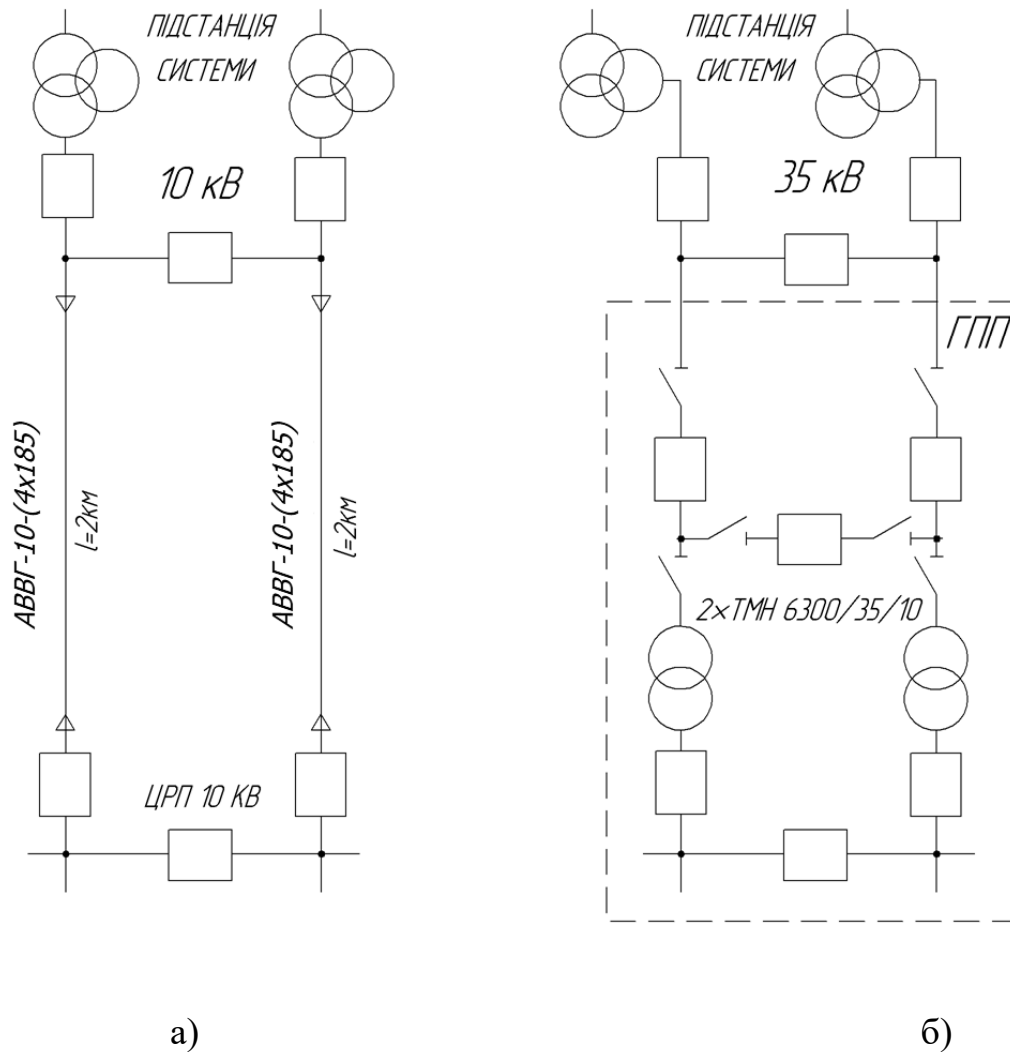 ПІДСТАНЦІЯ
СИСТЕМИ
10 кВ
АВВГ-10-(4х185)
l=2км
АВВГ-10-(4х185)
l=2км
ЦРП 10 КВ
а)
ПІДСТАНЦІЯ
СИСТЕМИ
35 кВ
ГПП
2×ТМН 6300/35/10
б)